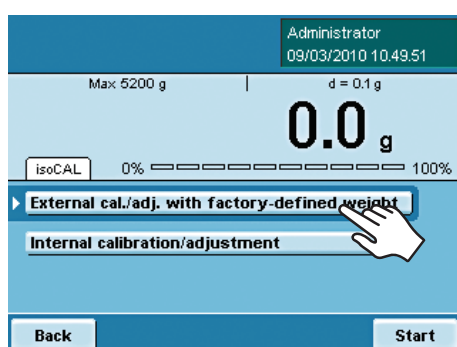 Administrator
09/03/2010 10.49.51
Max 5200 g d = 0.1 g
0.0 g
isoCAL 0% 100%
External cal./adj. with factory-defined weight
Internal calibration/adjustment
Back Start